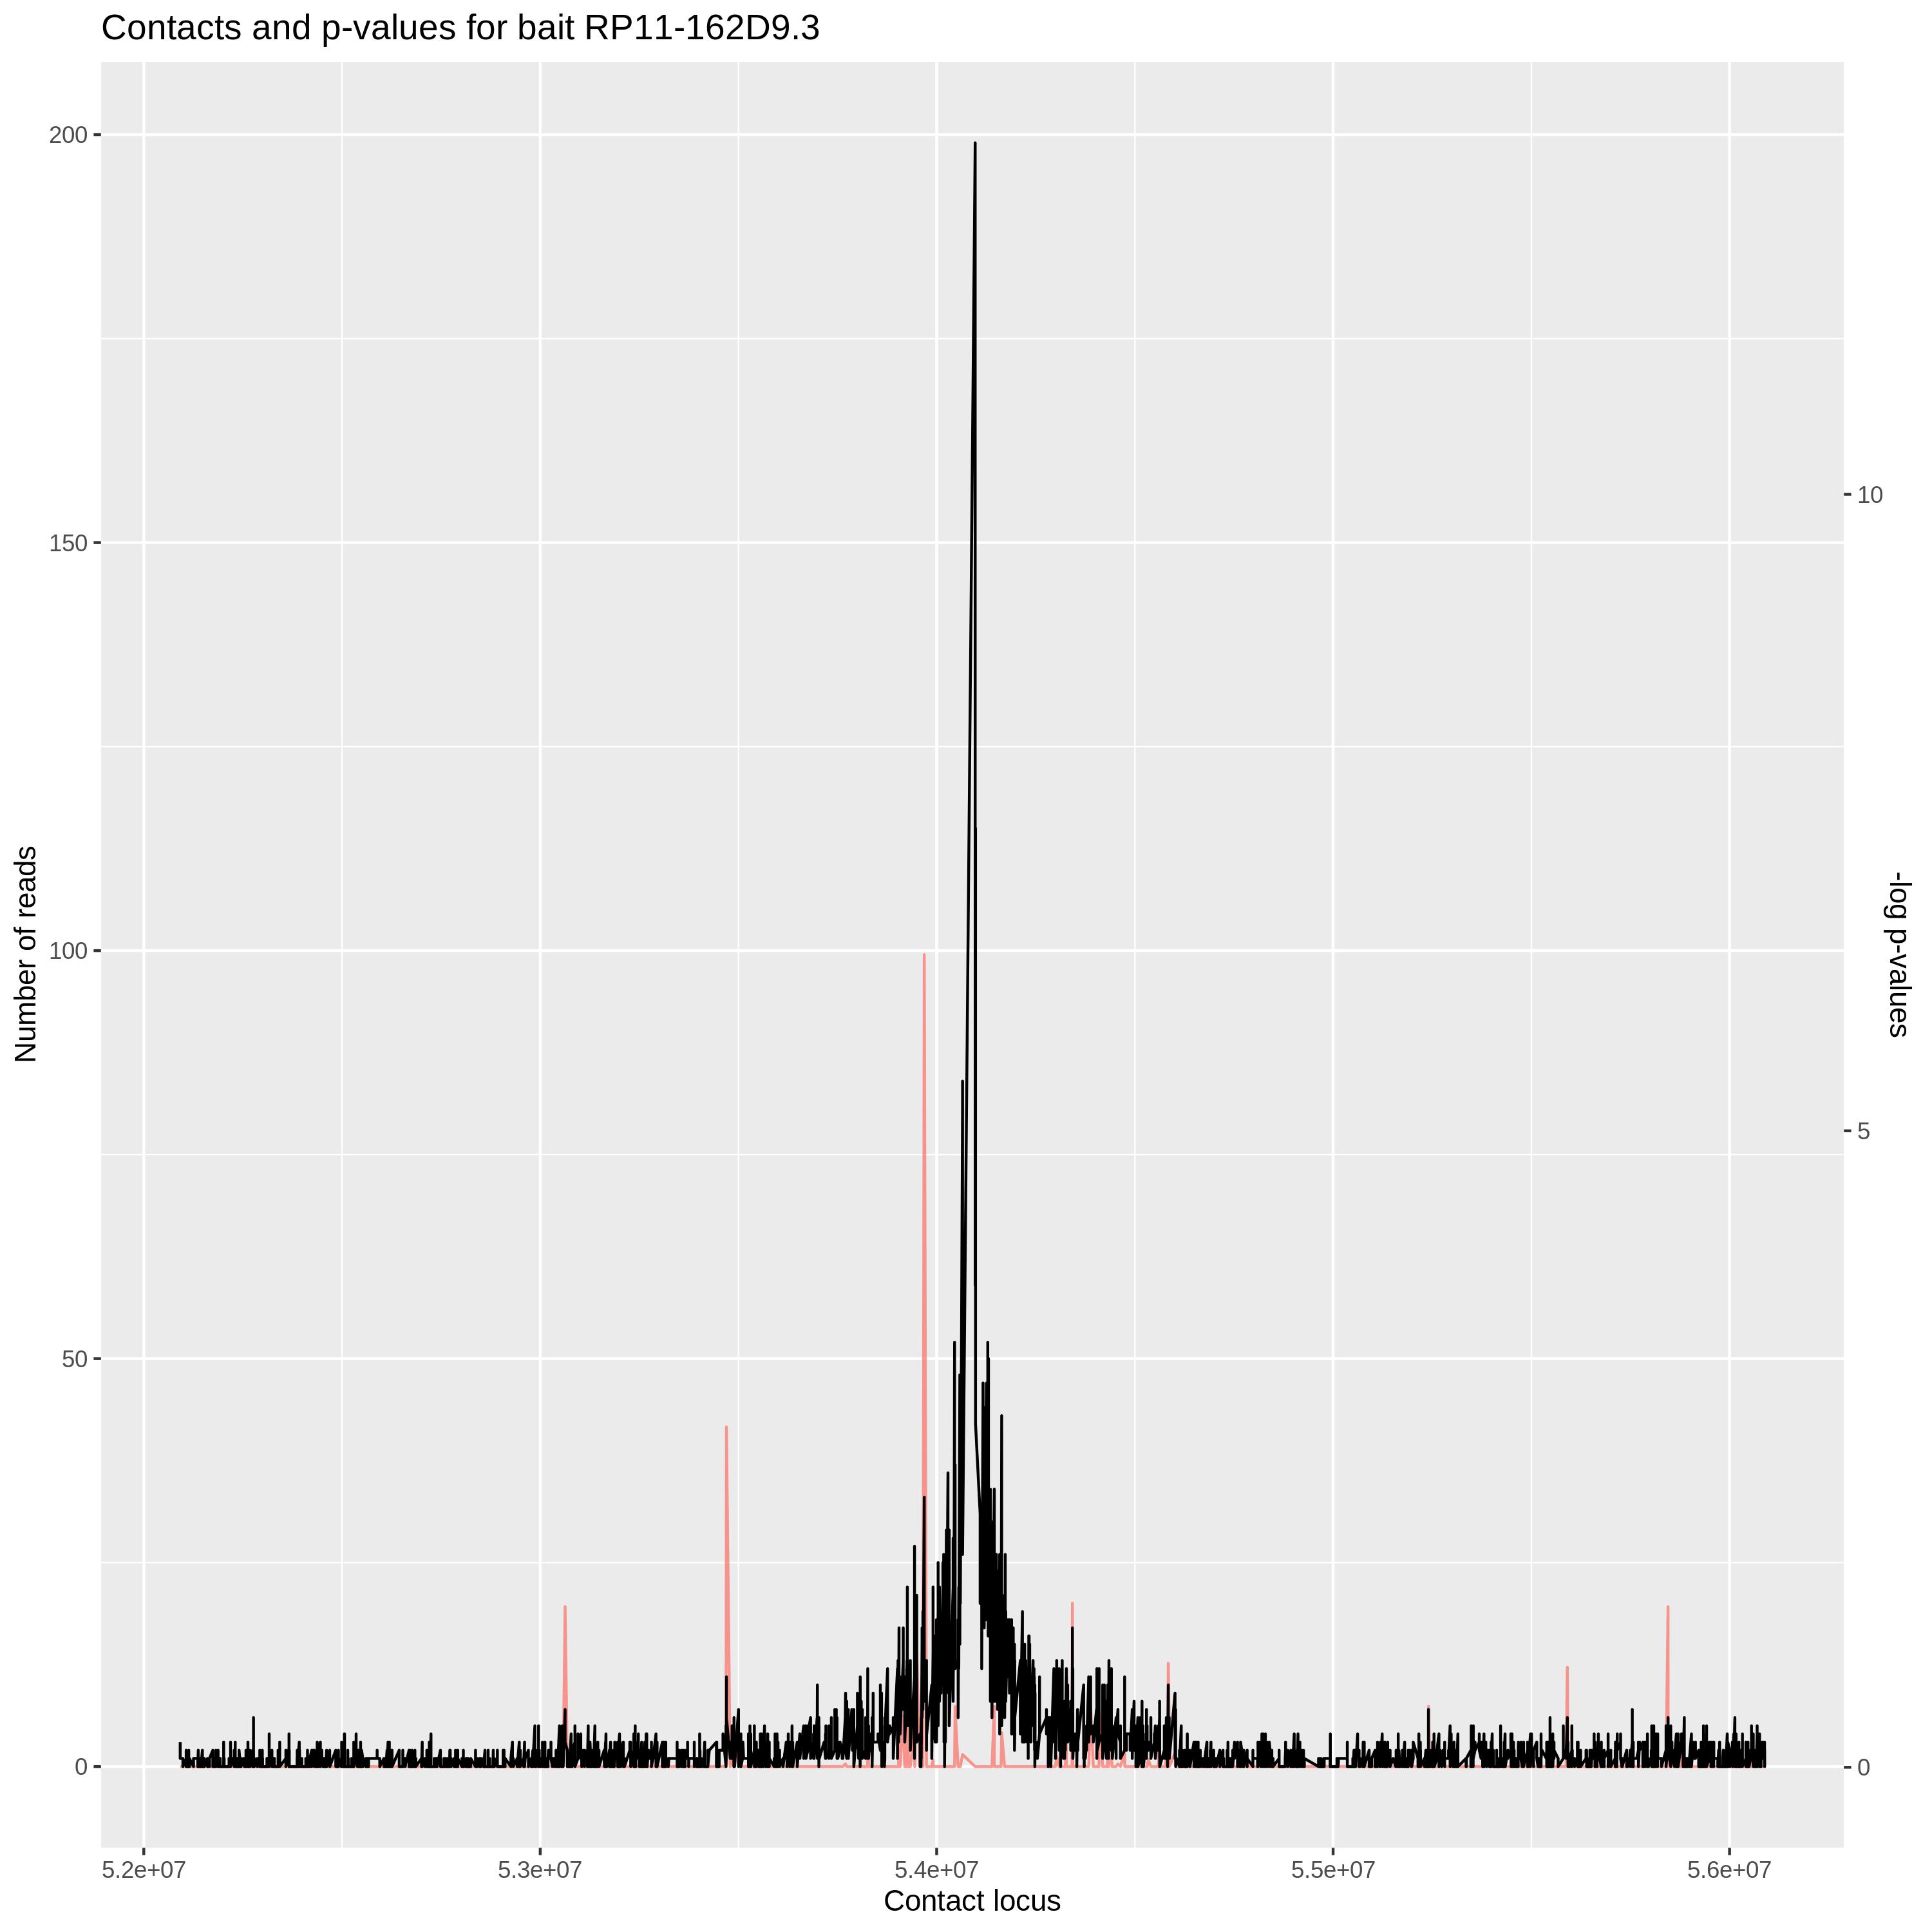 Contacts and p-values for bait RP11-162D9.3
200
150
100
50
0
Number of reads
10
5
0
-log p-values
5.2e+07
5.3e+07
5.4e+07
5.5e+07
5.6e+07
Contact locus